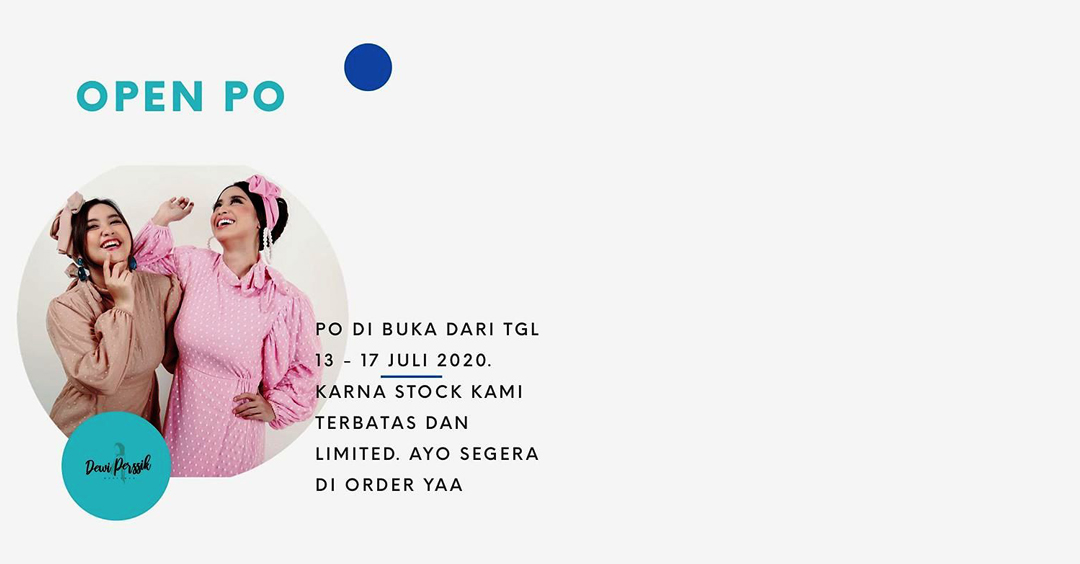 OPEN PO
PO DI BUKA DARI TGL
13 - 17 JULI 2020.
KARNA STOCK KAMI
TERBATAS DAN
LIMITED. AYO SEGERA
DI ORDER YAA
Dewi Perssik